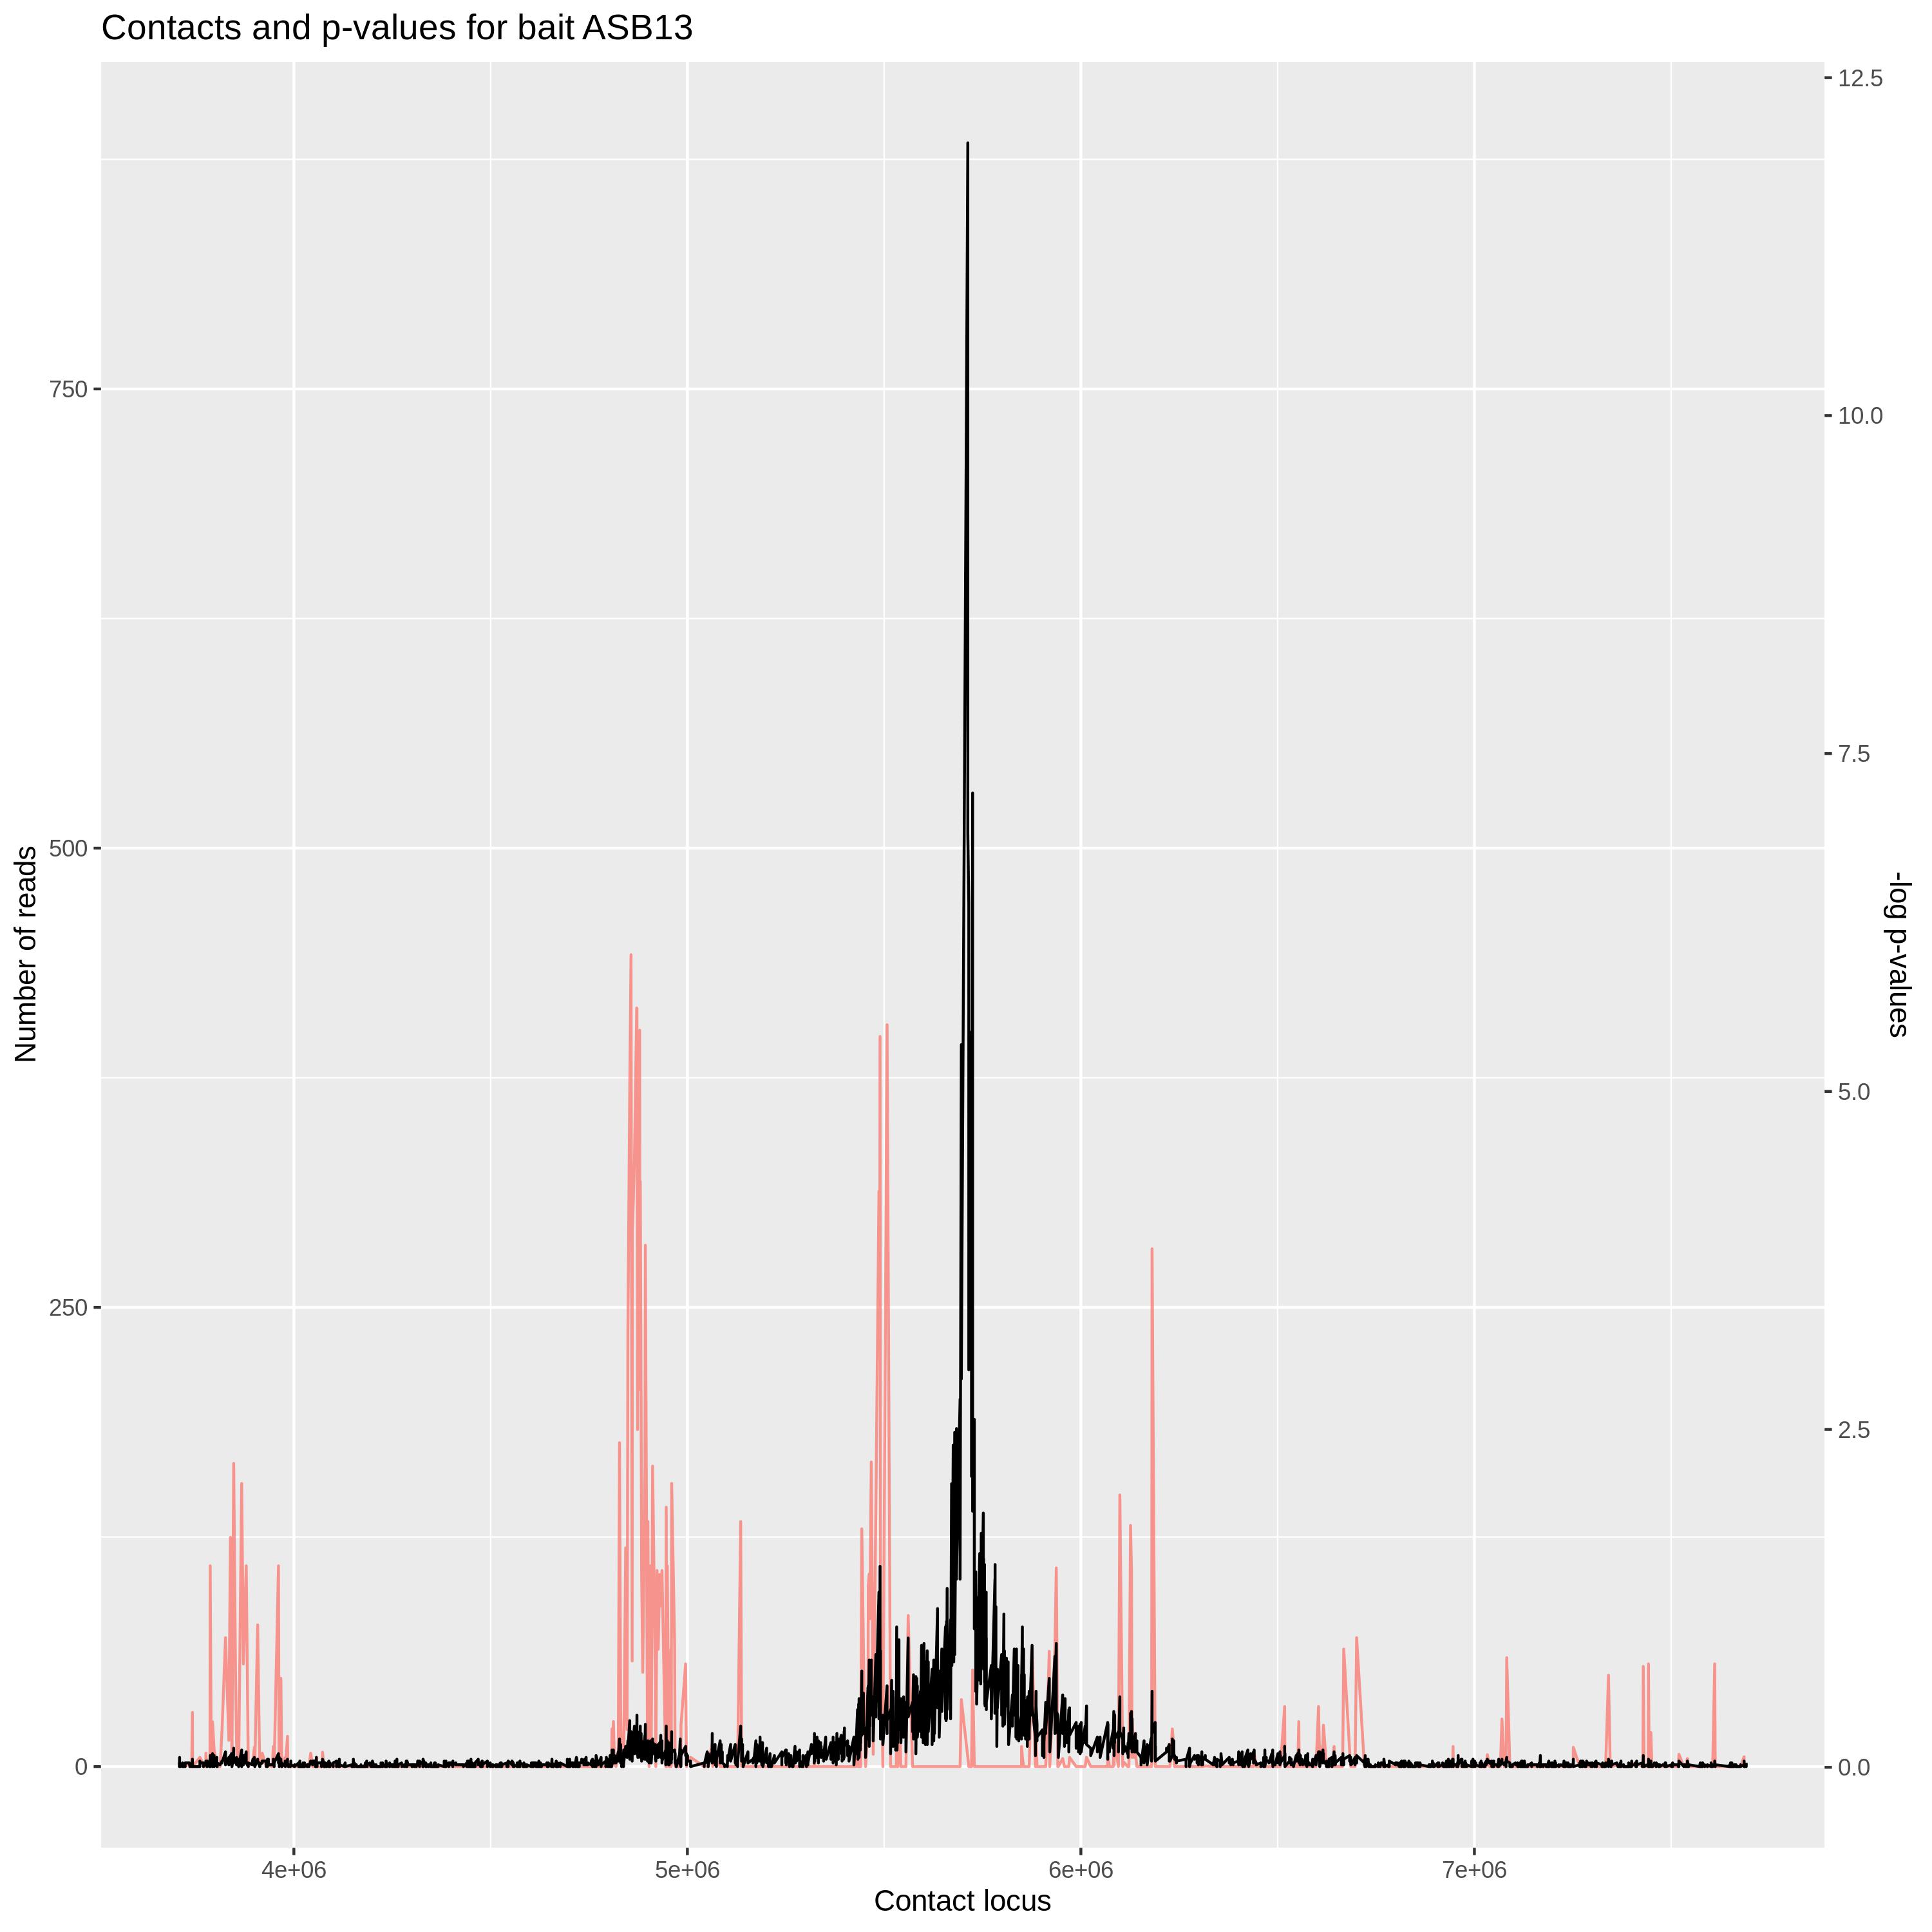 Contacts and p-values for bait ASB13
12.5
10.0
7.5
5.0
2.5
0.0
750
500
250
0
Number of reads
-log p-values
4e+06
5e+06
6e+06
7e+06
Contact locus